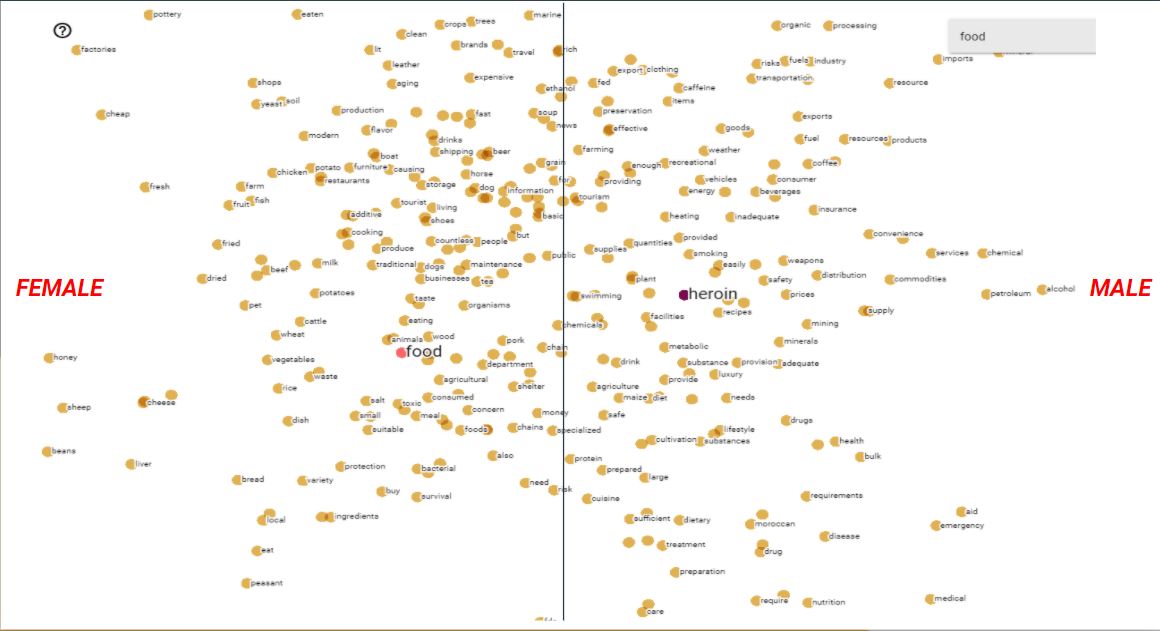 pottery
eaten
marine
organic
processing
crops
trees
food
clean
factories
lit
brands
travel
rich
leather
export
clothing
risks
fuels
industry
imports
shops
aging
expensive
ethanol
fed
caffeine
transportation
resource
yeast
soil
items
cheap
production
fast
soup
preservation
exports
modern
flavor
drinks
news
effective
goods
fuel
resources
products
boat
shipping
beer
farming
weather
chicken
potato
furniture
causing
grain
enough
recreational
coffee
restaurants
horse
for
providing
vehicles
consumer
fresh
farm
storage
dog
information
energy
beverages
fruit
fish
tourist
living
tourism
additive
shoes
basic
heating
inadequate
insurance
cooking
countless
people
but
quantities
provided
convenience
fried
produce
supplies
smoking
services
chemical
beef
milk
traditional
dogs
maintenance
public
easily
weapons
dried
businesses
tea
plant
safety
distribution
commodities
FEMALE
MALE
potatoes
taste
swimming
heroin
prices
petroleum
alcohol
pet
organisms
recipes
supply
cattle
eating
chemicals
facilities
mining
wheat
animals
wood
pork
chain
metabolic
minerals
honey
food
vegetables
department
drink
substance
provision
adequate
waste
agricultural
shelter
agriculture
provide
luxury
rice
sheep
cheese
salt
toxic
consumed
maize
diet
needs
small
meal
concern
money
safe
dish
suitable
foods
chains
specialized
lifestyle
drugs
cultivation
substances
health
beans
also
bulk
liver
protection
bacterial
protein
prepared
bread
variety
large
buy
survival
need
risk
cuisine
requirements
local
ingredients
sufficient
dietary
moroccan
aid
emergency
disease
eat
treatment
drug
peasant
preparation
care
require
nutrition
medical